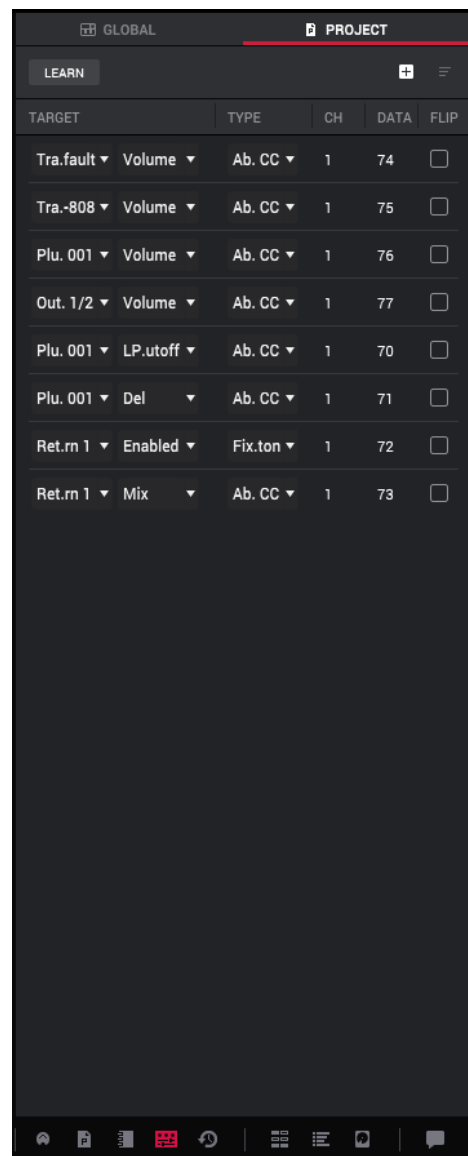 GLOBAL PROJECT
LEARN
TARGET TYPE CH DATA FLIP
Tra.fault Volume Ab. CC 1 74
Tra.-808 Volume Ab. CC 1 75
Plu. 001 Volume Ab. CC 1 76
Out. 1/2 Volume Ab. CC 1 77
Plu. 001 LP.utoff Ab. CC 1 70
Plu. 001 Del Ab. CC 1 71
Ret.rn 1 Enabled Fix.ton 1 72
Ret.rn 1 Mix Ab. CC 1 73